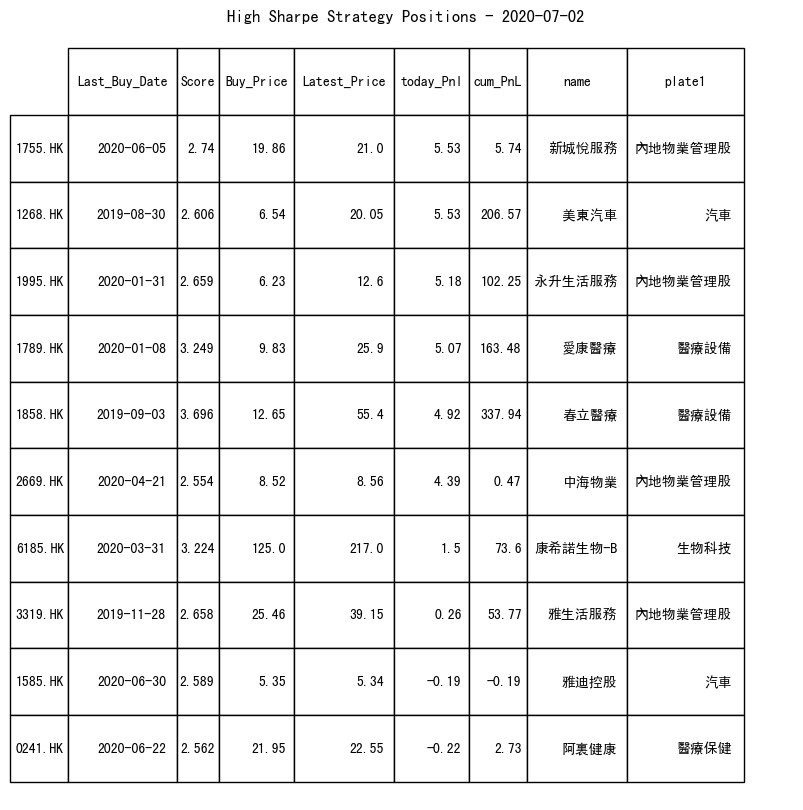 High Sharpe Strategy Positions - 2020-07-02
Last_Buy_Date Score Buy_Price Latest_Price today_Pnl cum_PnL name plate1
1755.HK 2020-06-05 2.74 19.86 21.0 5.53 5.74 新城悅服務 內地物業管理股
1268.HK 2019-08-30 2.606 6.54 20.05 5.53 206.57 美東汽車 汽車
1995.HK 2020-01-31 2.659 6.23 12.6 5.18 102.25 永升生活服務 內地物業管理股
1789.HK 2020-01-08 3.249 9.83 25.9 5.07 163.48 愛康醫療 醫療設備
1858.HK 2019-09-03 3.696 12.65 55.4 4.92 337.94 春立醫療 醫療設備
2669.HK 2020-04-21 2.554 8.52 8.56 4.39 0.47 中海物業 內地物業管理股
6185.HK 2020-03-31 3.224 125.0 217.0 1.5 73.6 康希諾生物-B 生物科技
3319.HK 2019-11-28 2.658 25.46 39.15 0.26 53.77 雅生活服務 內地物業管理股
1585.HK 2020-06-30 2.589 5.35 5.34 -0.19 -0.19 雅迪控股 汽車
0241.HK 2020-06-22 2.562 21.95 22.55 -0.22 2.73 阿裏健康 醫療保健